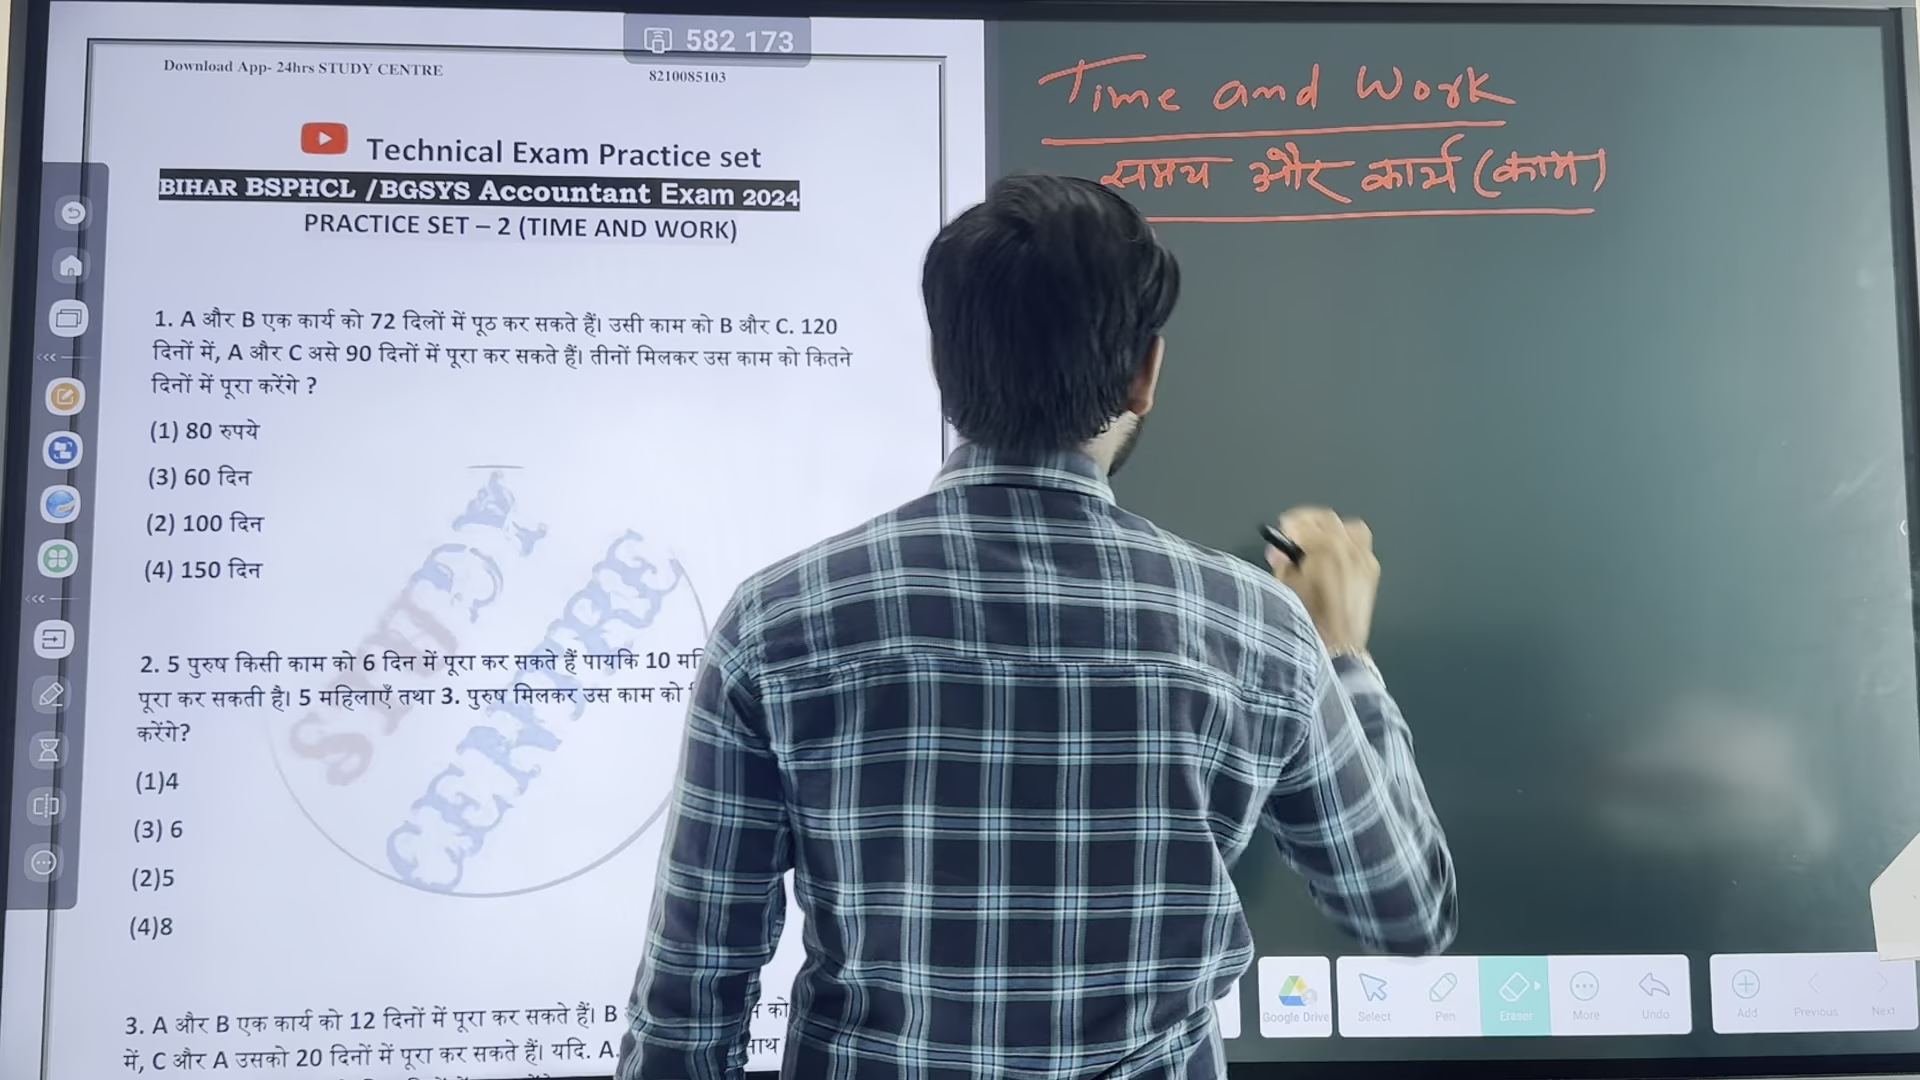 582 173
Download App- 24hrs STUDY CENTRE
8210085103
Technical Exam Practice set
BIHAR BSPHCL /BGSYS Accountant Exam 2024
PRACTICE SET – 2 (TIME AND WORK)
1. A और B एक कार्य को 72 दिलों में पूठ कर सकते हैं। उसी काम को B और C. 120
दिनों में, A और C असे 90 दिनों में पूरा कर सकते हैं। तीनों मिलकर उस काम को कितने
दिनों में पूरा करेंगे ?
(1) 80 रुपये
(3) 60 दिन
(2) 100 दिन
(4) 150 दिन
2. 5 पुरुष किसी काम को 6 दिन में पूरा कर सकते हैं पायकि 10
पूरा कर सकती है। 5 महिलाएँ तथा 3. पुरुष मिलकर उस काम को
करेंगे?
(1)4
(3) 6
(2)5
(4)8
3. A और B एक कार्य को 12 दिनों में पूरा कर सकते हैं। B को
में, C और A उसको 20 दिनों में पूरा कर सकते हैं। यदि. A.
STUDY
CENTRE
Time and Work
समय और कार्य (काम)
Google Drive
Select
Pen
Eraser
More
Undo
Add
Previous
Next